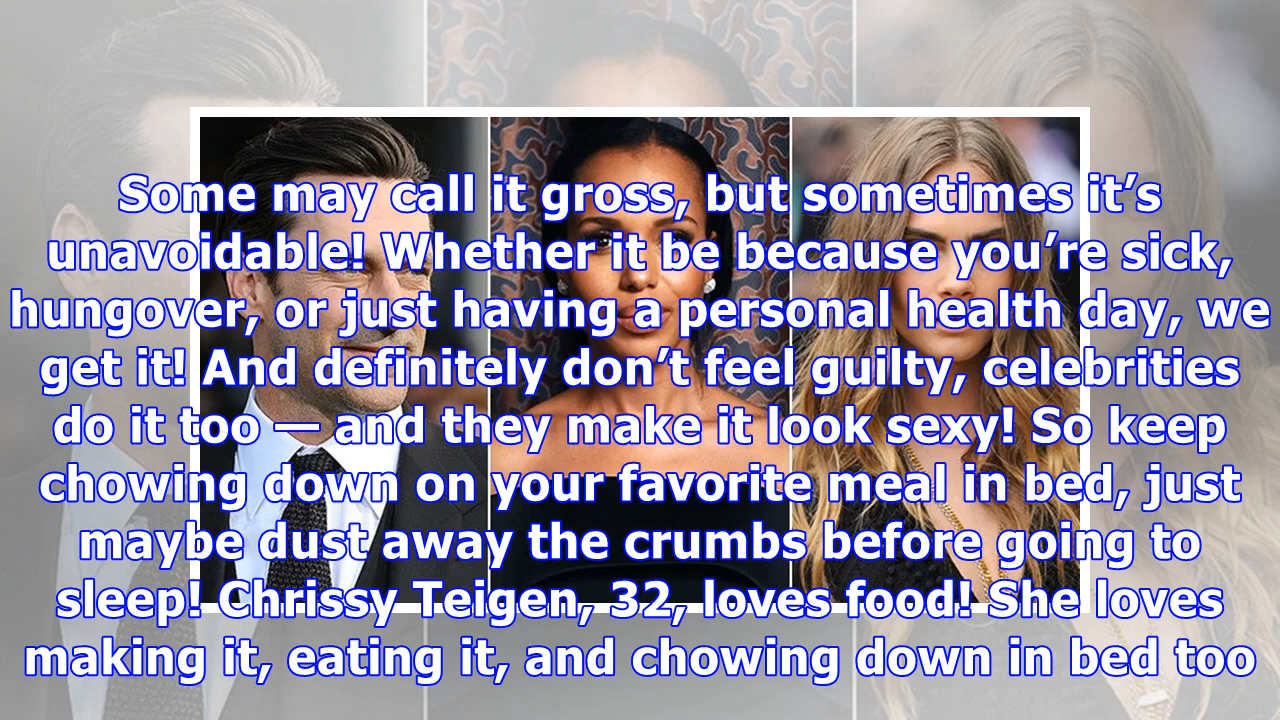 Some may call it gross, but sometimes it’s
unavoidable! Whether it be because you’re sick,
hungover, or just having a personal health day, we
get it! And definitely don’t feel guilty, celebrities
do it too — and they make it look sexy! So keep
chowing down on your favorite meal in bed, just
maybe dust away the crumbs before going to
sleep! Chrissy Teigen, 32, loves food! She loves
making it, eating it, and chowing down in bed too